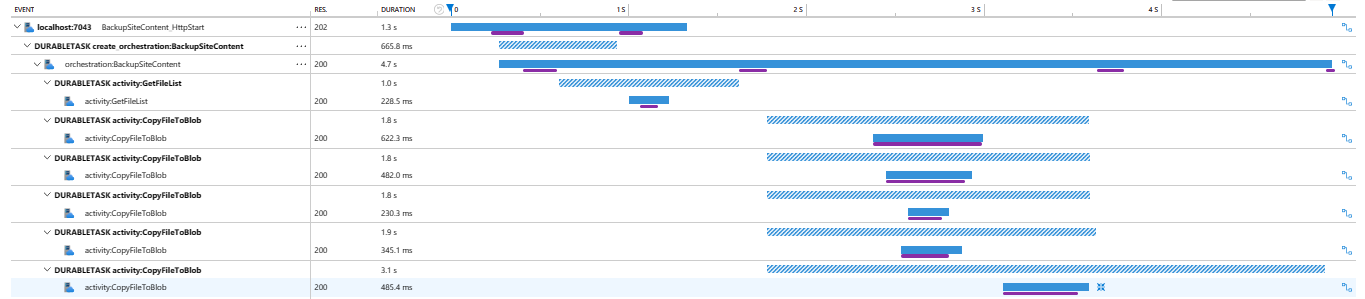 EVENT RES. DURATION 0 1 S 2 S 3 S 4 S
localhost:7043 BackupSiteContent_HttpStart ... 202 1.3 s
DURABLETASK create_orchestration:BackupSiteContent ... 665.8 ms
orchestration:BackupSiteContent ... 200 4.7 s
DURABLETASK activity:GetFileList 1.0 s
activity:GetFileList 200 228.5 ms
DURABLETASK activity:CopyFileToBlob 1.8 s
activity:CopyFileToBlob 200 622.3 ms
DURABLETASK activity:CopyFileToBlob 1.8 s
activity:CopyFileToBlob 200 482.0 ms
DURABLETASK activity:CopyFileToBlob 1.8 s
activity:CopyFileToBlob 200 230.3 ms
DURABLETASK activity:CopyFileToBlob 1.9 s
activity:CopyFileToBlob 200 345.1 ms
DURABLETASK activity:CopyFileToBlob 3.1 s
activity:CopyFileToBlob 200 485.4 ms